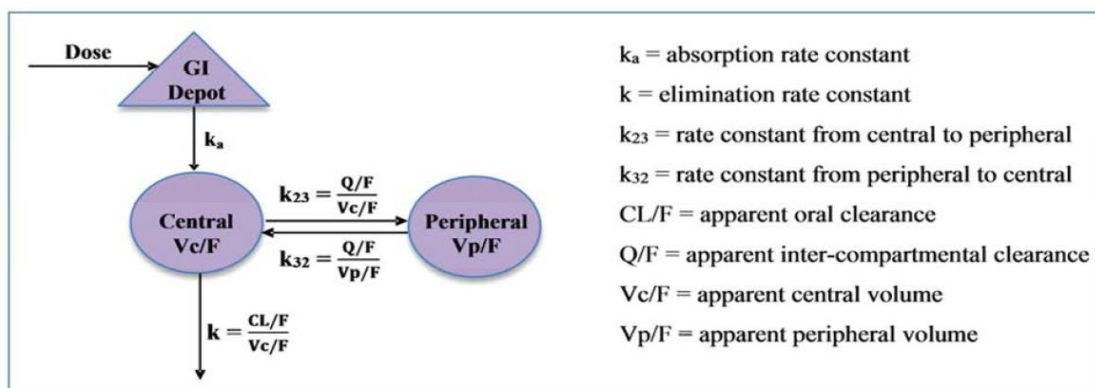 Dose
GI
Depot
kₐ
Central
Vc/F
k₂₃ = Q/F
Vc/F
k₃₂ = Q/F
Vp/F
Peripheral
Vp/F
k = CL/F
Vc/F
kₐ = absorption rate constant
k = elimination rate constant
k₂₃ = rate constant from central to peripheral
k₃₂ = rate constant from peripheral to central
CL/F = apparent oral clearance
Q/F = apparent inter-compartmental clearance
Vc/F = apparent central volume
Vp/F = apparent peripheral volume